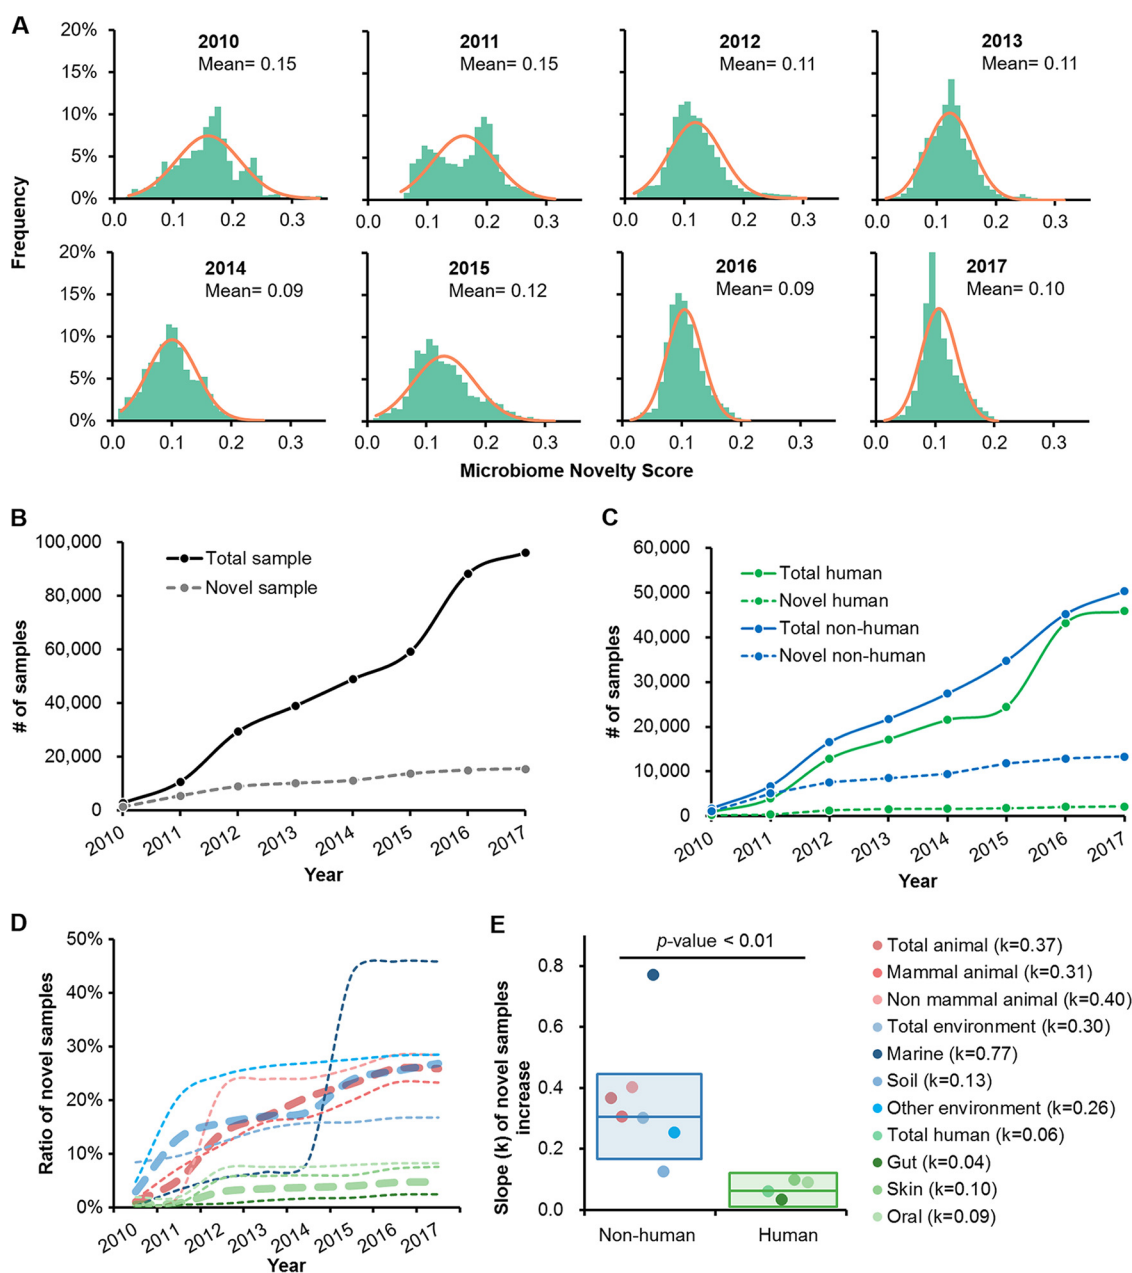 A
Frequency
20%
15%
10%
5%
0%
2010
Mean= 0.15
0.0 0.1 0.2 0.3
2011
Mean= 0.15
0.0 0.1 0.2 0.3
2012
Mean= 0.11
0.0 0.1 0.2 0.3
2013
Mean= 0.11
0.0 0.1 0.2 0.3
20%
15%
10%
5%
0%
2014
Mean= 0.09
0.0 0.1 0.2 0.3
2015
Mean= 0.12
0.0 0.1 0.2 0.3
2016
Mean= 0.09
0.0 0.1 0.2 0.3
2017
Mean= 0.10
0.0 0.1 0.2 0.3
Microbiome Novelty Score
B
# of samples
100,000
80,000
60,000
40,000
20,000
0
Total sample
Novel sample
2010 2011 2012 2013 2014 2015 2016 2017
Year
C
# of samples
60,000
50,000
40,000
30,000
20,000
10,000
0
Total human
Novel human
Total non-human
Novel non-human
2010 2011 2012 2013 2014 2015 2016 2017
Year
D
Ratio of novel samples
50%
40%
30%
20%
10%
0%
2010 2011 2012 2013 2014 2015 2016 2017
Year
E
Slope (k) of novel samples
increase
0.8
0.6
0.4
0.2
0.0
p-value < 0.01
Non-human Human
Total animal (k=0.37)
Mammal animal (k=0.31)
Non mammal animal (k=0.40)
Total environment (k=0.30)
Marine (k=0.77)
Soil (k=0.13)
Other environment (k=0.26)
Total human (k=0.06)
Gut (k=0.04)
Skin (k=0.10)
Oral (k=0.09)